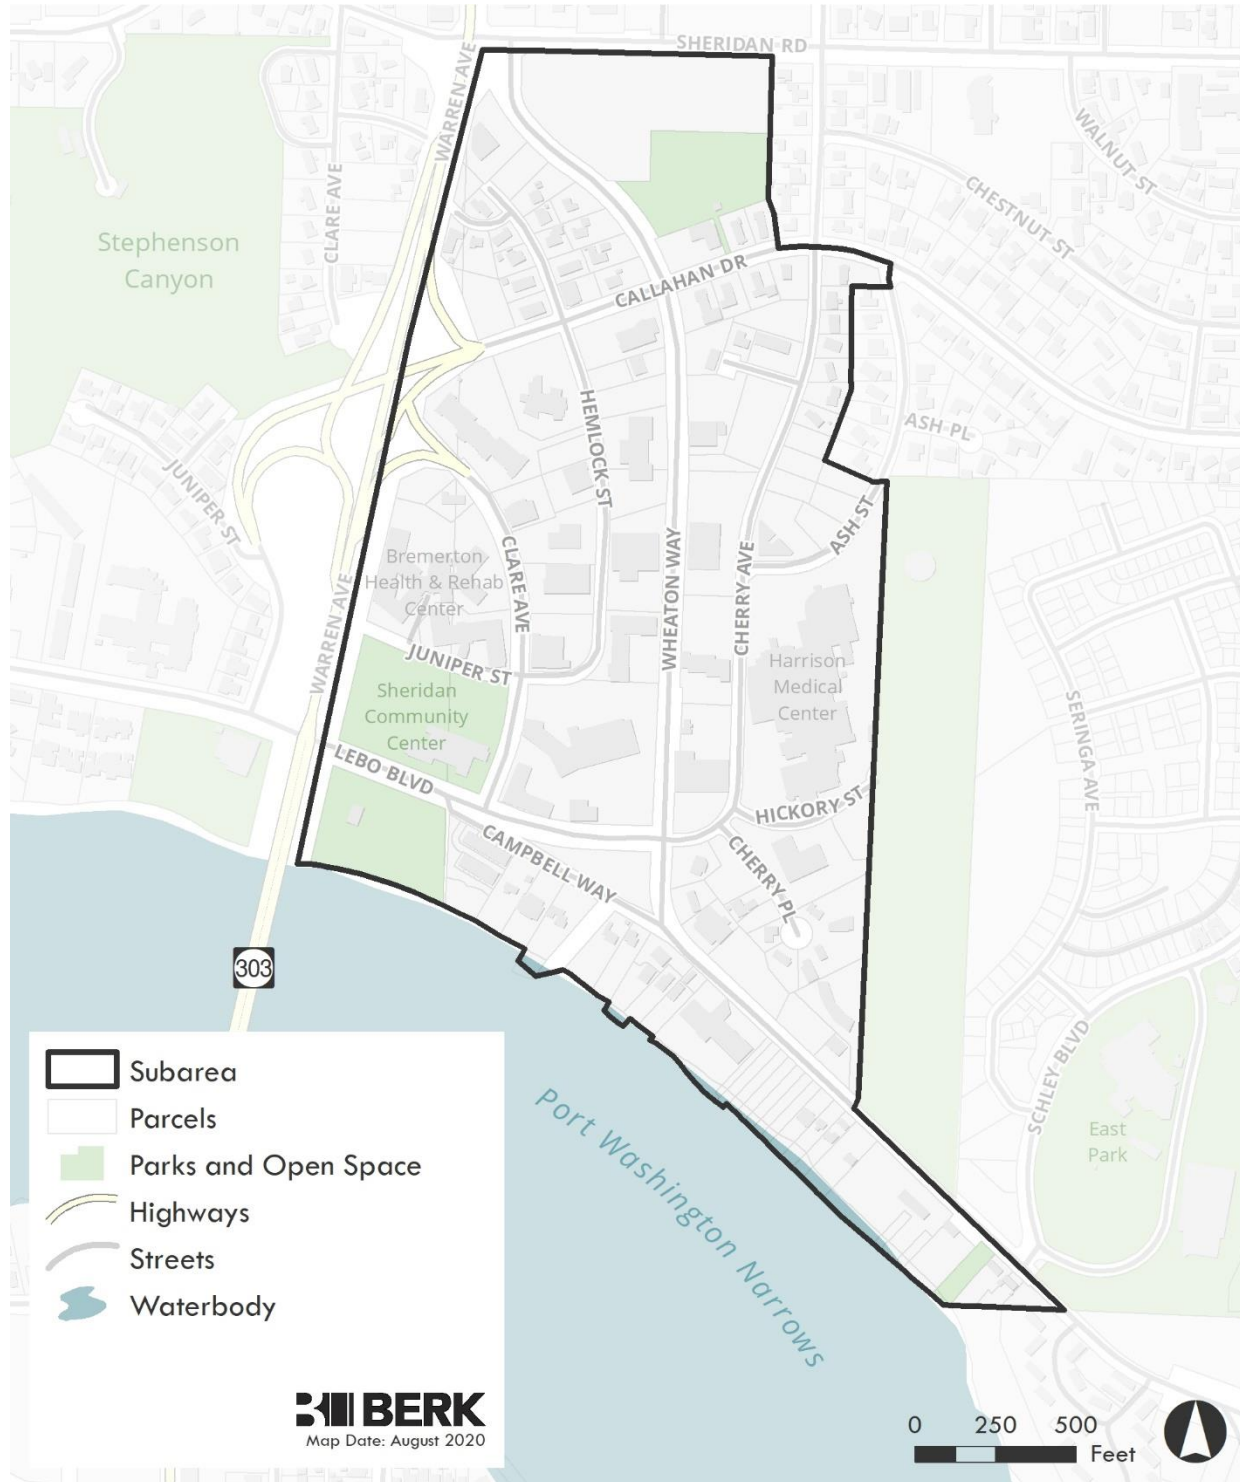 SHERIDAN RD
WARREN AVE
WALNUT ST
CLARE AVE
CHESTNUT ST
Stephenson
Canyon
CALLAHAN DR
HEMLOCK ST
ASH PL
JUNIPER ST
ASH ST
WHEATON WAY
CHERRY AVE
CLARE AVE
Bremerton
Health & Rehab
Center
WARREN AVE
JUNIPER ST
Harrison
Medical
Center
Sheridan
Community
Center
SERINGA AVE
LEBO BLVD
HICKORY ST
CAMPBELL WAY
CHERRY PL
303
SCHLEY BLVD
East
Park
Port Washington Narrows
Subarea
Parcels
Parks and Open Space
Highways
Streets
Waterbody
BERK
Map Date: August 2020
0 250 500
Feet